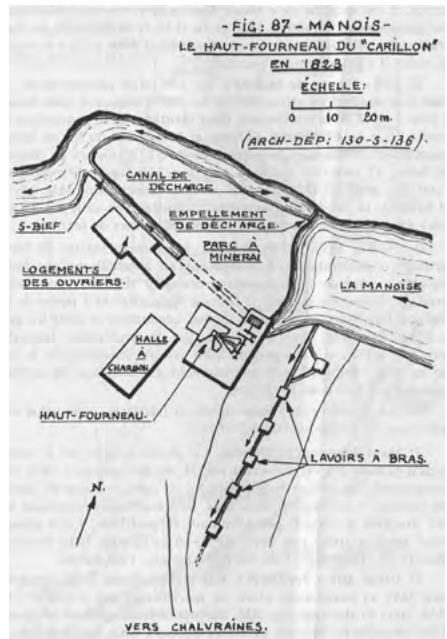 -FIG: 87 - MANOIS-
LE HAUT-FOURNEAU DU "CARILLON"
EN 1823
ÉCHELLE:
0 10 20m.
(ARCH-DÉP: 130-S-136)
CANAL DE
DÉCHARGE
S-BIEF
EMPELLEMENT
DE DÉCHARGE.
PARC À
MINERAI
LOGEMENTS
DES OUVRIERS.
LA MANOISE
HALLE
À
CHARBON
HAUT-FOURNEAU.
LAVOIRS À BRAS.
N.
VERS CHALVRAINES.